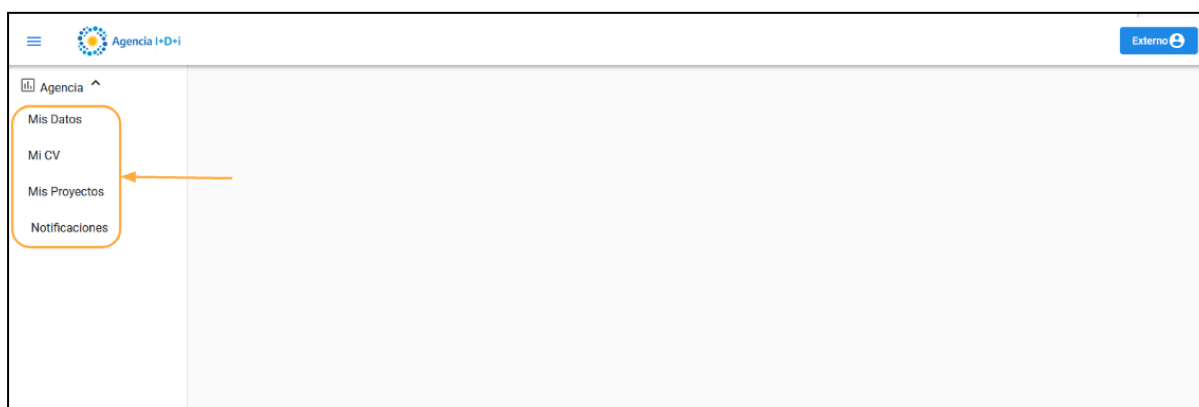 Agencia I+D+i
Externo
Agencia
Mis Datos
Mi CV
Mis Proyectos
Notificaciones